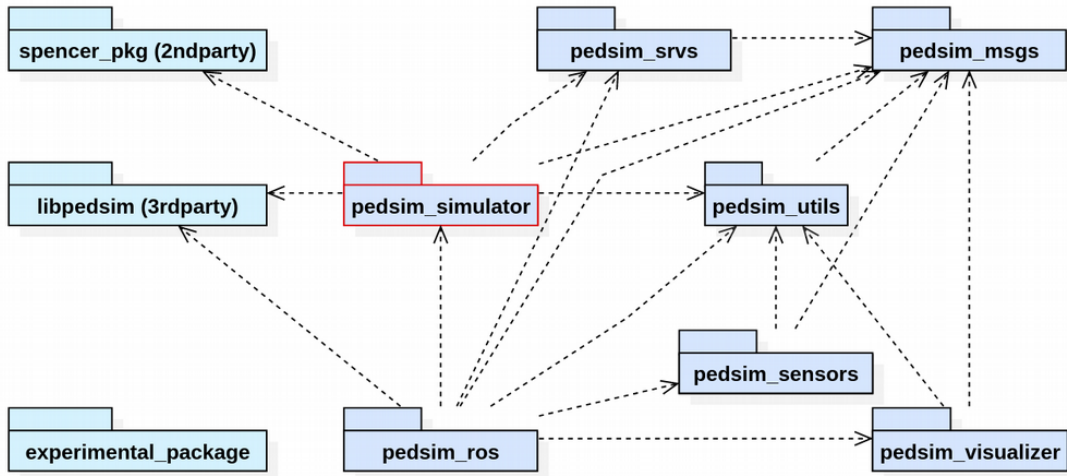 spencer_pkg (2ndparty)
pedsim_srvs
pedsim_msgs
libpedsim (3rdparty)
pedsim_simulator
pedsim_utils
pedsim_sensors
experimental_package
pedsim_ros
pedsim_visualizer